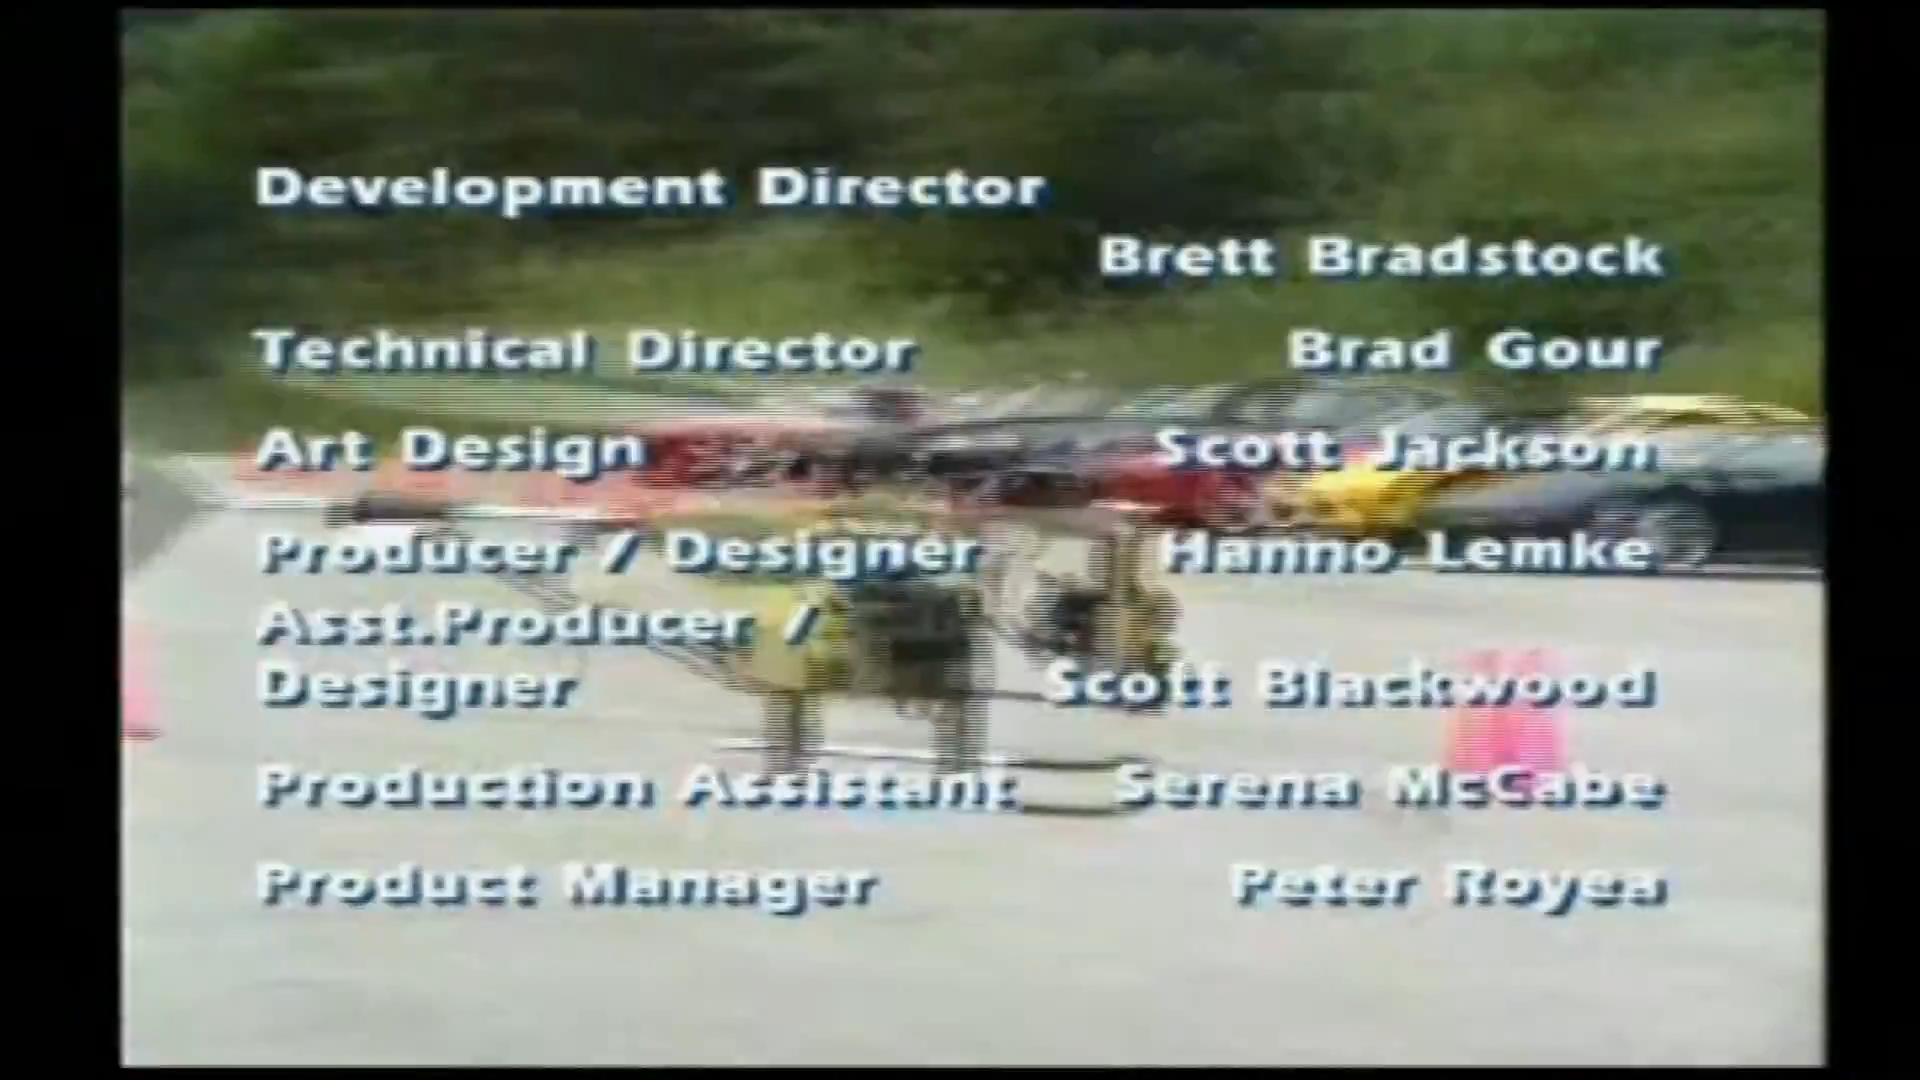 Development Director
Brett Bradstock
Technical Director Brad Gour
Art Design Scott Jackson
Producer / Designer Hanno Lemke
Asst.Producer /
Designer Scott Blackwood
Production Assistant Serena McCabe
Product Manager Peter Royea